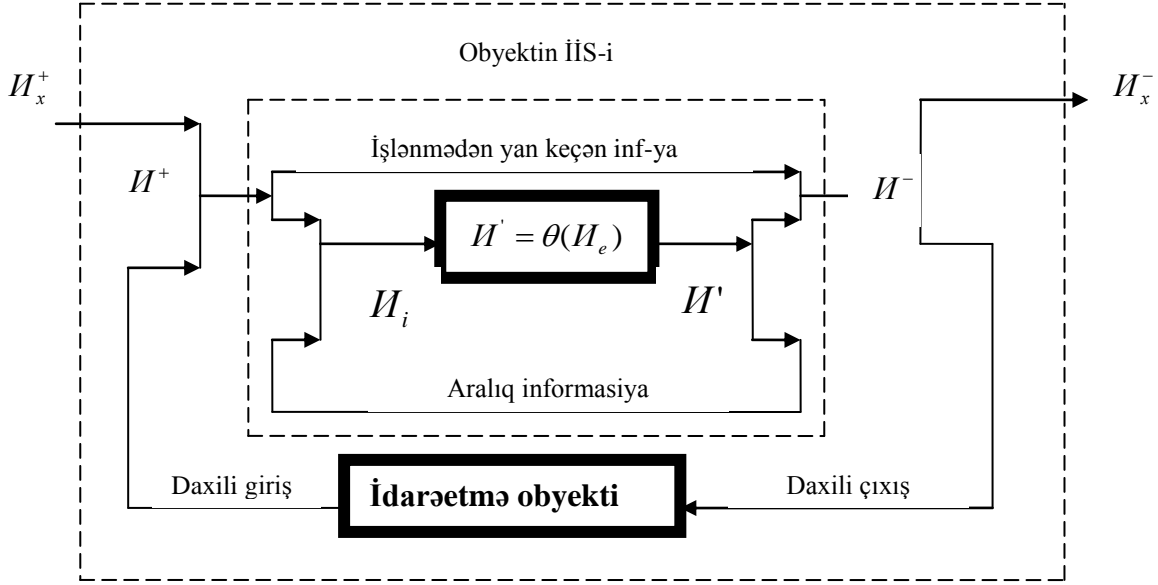 Obyektin İİS-i
И_x^+
И_x^-
İşlənmədən yan keçən inf-ya
И^+
И^-
И' = θ(И_e)
И_i
И'
Aralıq informasiya
Daxili giriş
İdarəetmə obyekti
Daxili çıxış